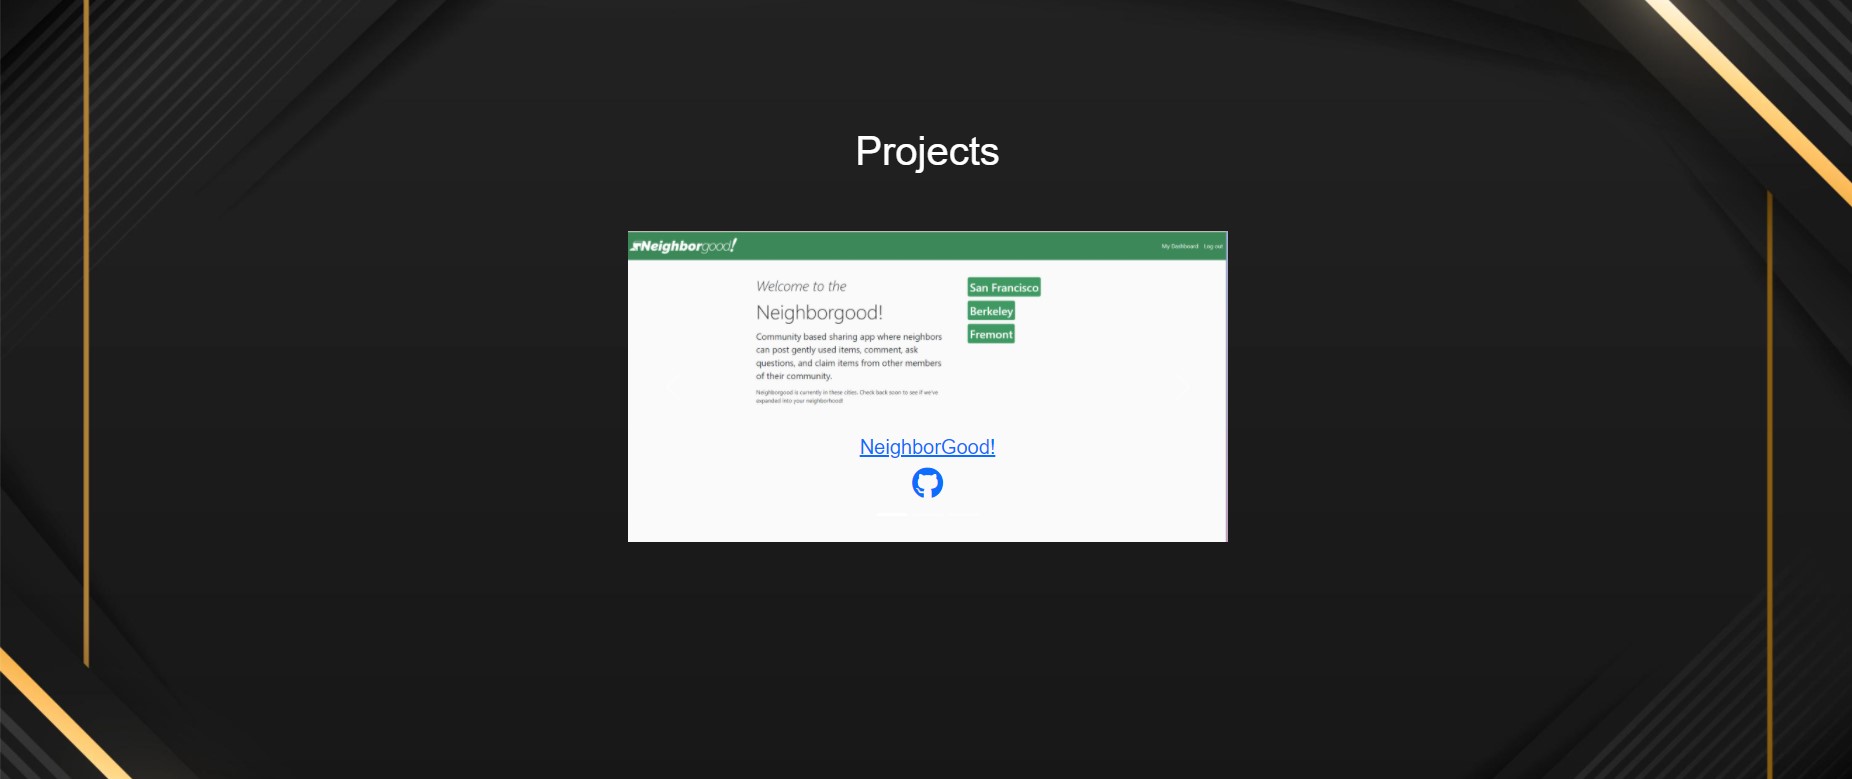 Projects
Neighborgood!
My Dashboard Log out
Welcome to the
Neighborgood!
Community based sharing app where neighbors
can post gently used items, comment, ask
questions, and claim items from other members
of their community.
Neighborgood is currently in these cities. Check back soon to see if we've
expanded into your neighborhood!
San Francisco
Berkeley
Fremont
NeighborGood!